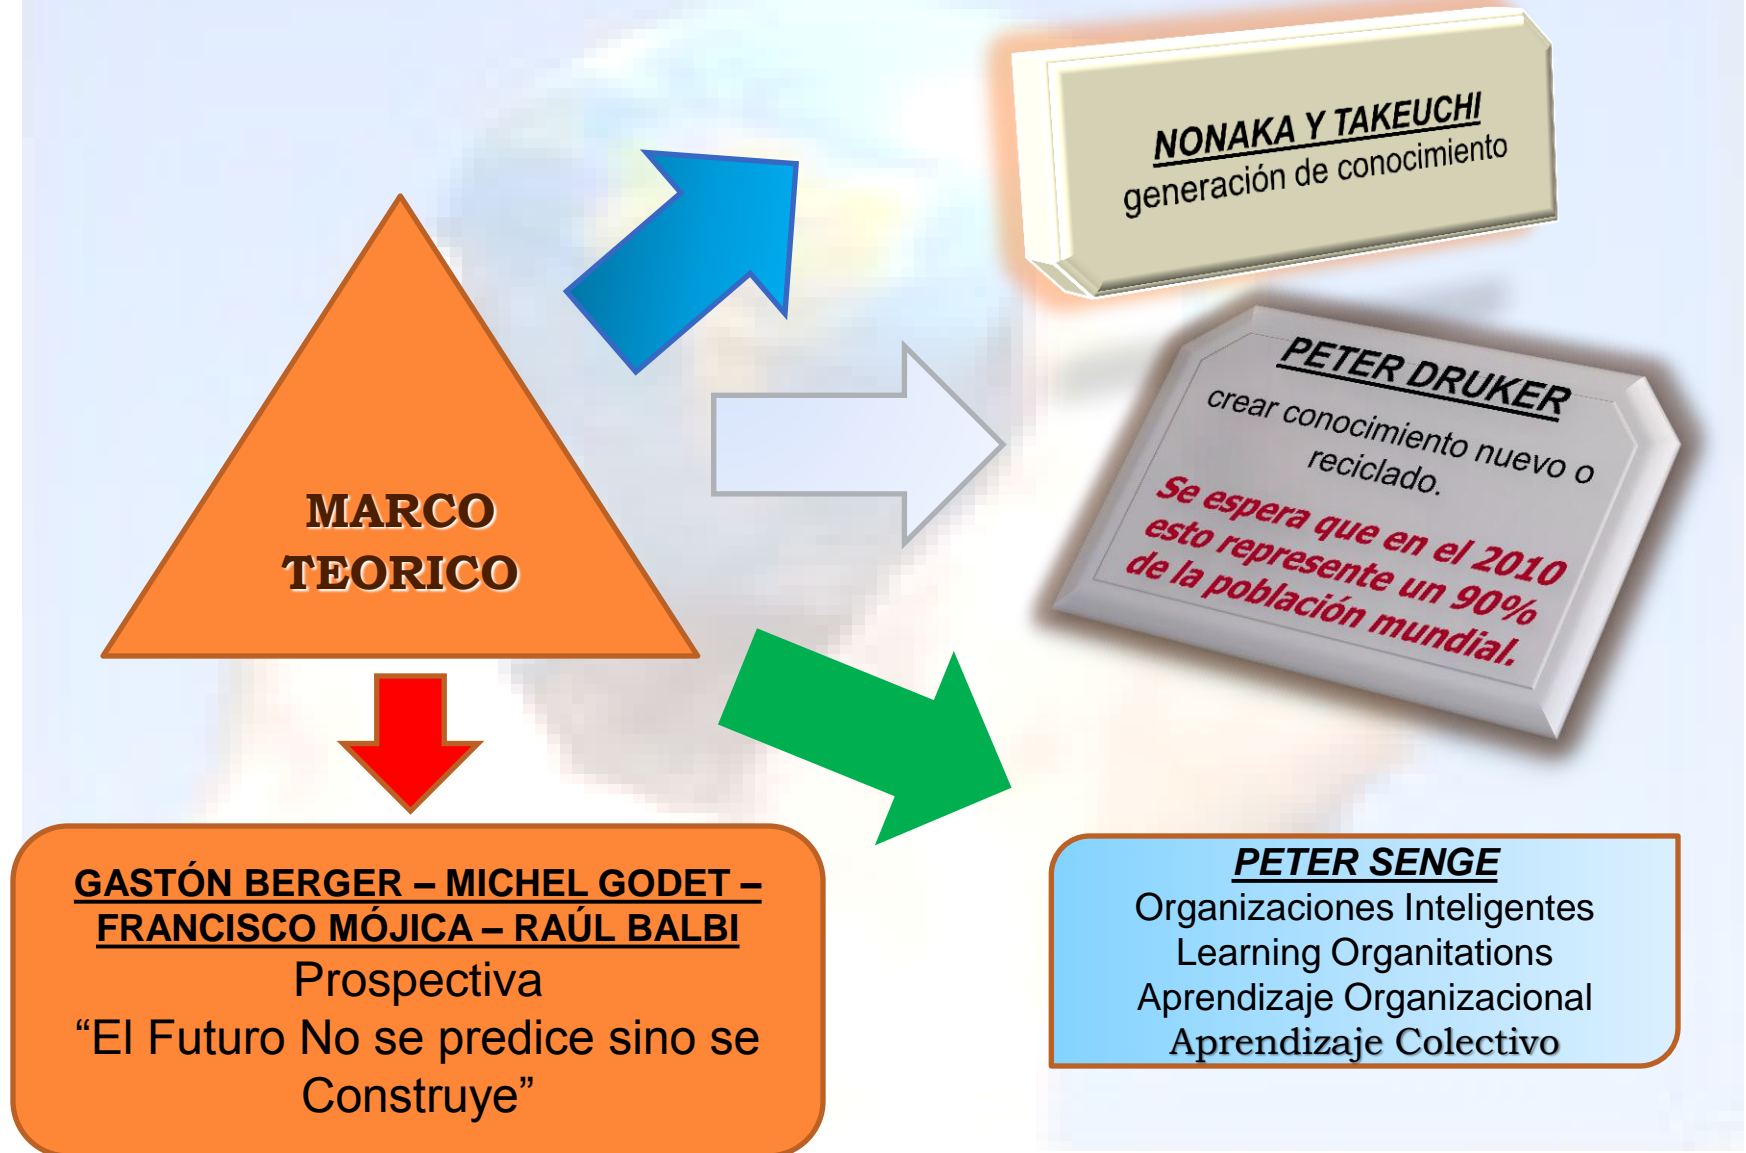 NONAKA Y TAKEUCHI
generación de conocimiento
PETER DRUKER
crear conocimiento nuevo o
reciclado.
Se espera que en el 2010
esto represente un 90%
de la población mundial.
MARCO
TEORICO
GASTÓN BERGER – MICHEL GODET –
FRANCISCO MÓJICA – RAÚL BALBI
Prospectiva
“El Futuro No se predice sino se
Construye”
PETER SENGE
Organizaciones Inteligentes
Learning Organitations
Aprendizaje Organizacional
Aprendizaje Colectivo